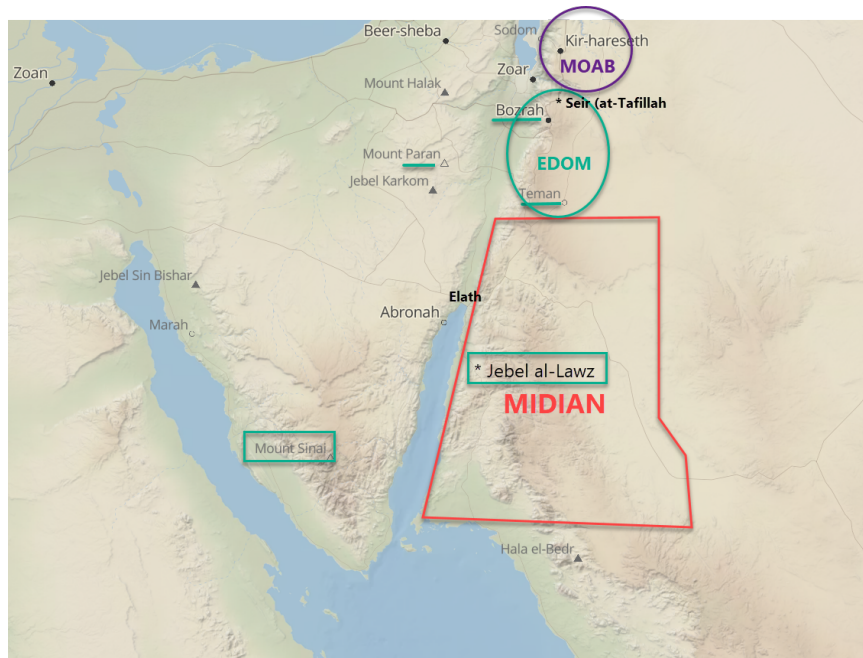 Beer-sheba
Sodom
Kir-hareseth
MOAB
Zoan
Zoar
Mount Halak
* Seir (at-Tafillah
Bozrah
Mount Paran
EDOM
Jebel Karkom
Teman
Jebel Sin Bishar
Elath
Abronah
Marah
* Jebel al-Lawz
MIDIAN
Mount Sinai
Hala el-Bedr